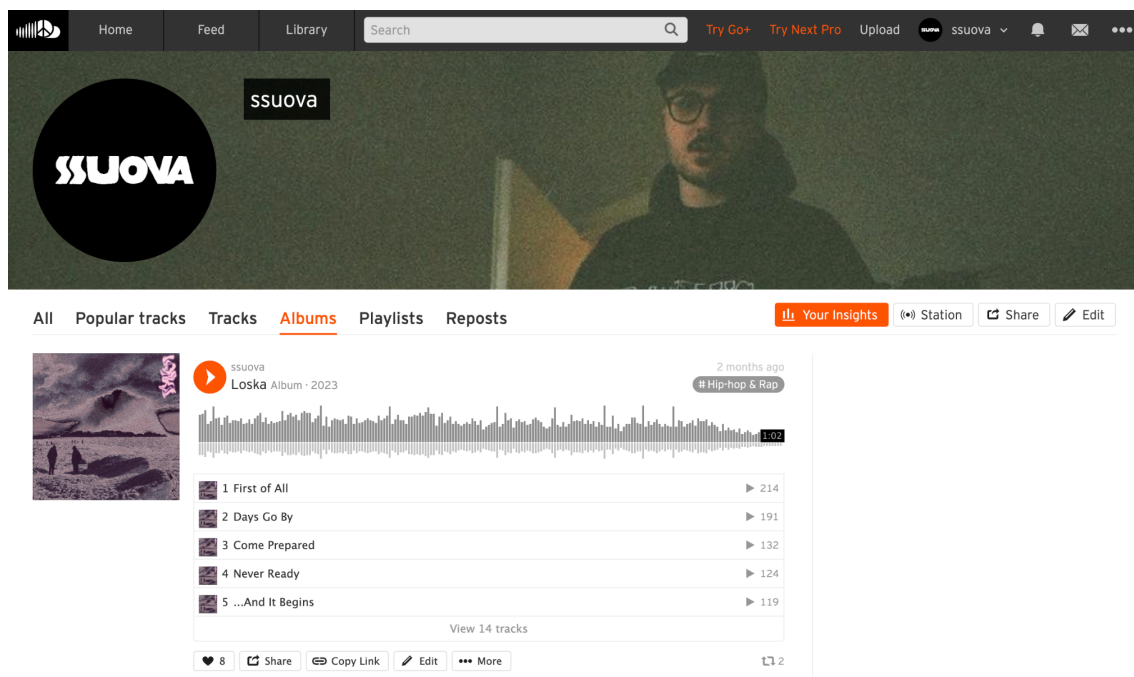 Home Feed Library Search Try Go+ Try Next Pro Upload ssuova
ssuova
SSUOVA
All Popular tracks Tracks Albums Playlists Reposts Your Insights Station Share Edit
ssuova 2 months ago
Loska Album · 2023 # Hip-hop & Rap
1:02
1 First of All 214
2 Days Go By 191
3 Come Prepared 132
4 Never Ready 124
5 ...And It Begins 119
View 14 tracks
8 Share Copy Link Edit More 2